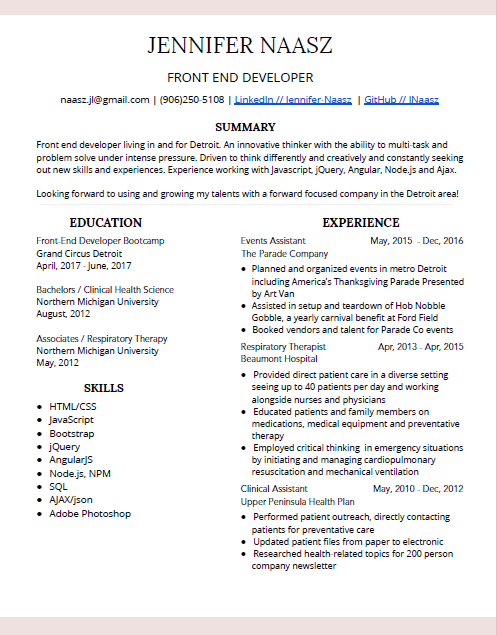 JENNIFER NAASZ
FRONT END DEVELOPER
naasz.jl@gmail.com | (906)250-5108 | LinkedIn // Jennifer-Naasz | GitHub // JNaasz
SUMMARY
Front end developer living in and for Detroit. An innovative thinker with the ability to multi-task and
problem solve under intense pressure. Driven to think differently and creatively and constantly seeking
out new skills and experiences. Experience working with Javascript, jQuery, Angular, Node.js and Ajax.
Looking forward to using and growing my talents with a forward focused company in the Detroit area!
EDUCATION
Front-End Developer Bootcamp
Grand Circus Detroit
April, 2017 - June, 2017
Bachelors / Clinical Health Science
Northern Michigan University
August, 2012
Associates / Respiratory Therapy
Northern Michigan University
May, 2012
SKILLS
● HTML/CSS
● JavaScript
● Bootstrap
● jQuery
● AngularJS
● Node.js, NPM
● SQL
● AJAX/json
● Adobe Photoshop
EXPERIENCE
Events Assistant May, 2015 - Dec, 2016
The Parade Company
● Planned and organized events in metro Detroit
including America's Thanksgiving Parade Presented
by Art Van
● Assisted in setup and teardown of Hob Nobble
Gobble, a yearly carnival benefit at Ford Field
● Booked vendors and talent for Parade Co events
Respiratory Therapist Apr, 2013 - Apr, 2015
Beaumont Hospital
● Provided direct patient care in a diverse setting
seeing up to 40 patients per day and working
alongside nurses and physicians
● Educated patients and family members on
medications, medical equipment and preventative
therapy
● Employed critical thinking in emergency situations
by initiating and managing cardiopulmonary
resuscitation and mechanical ventilation
Clinical Assistant May, 2010 - Dec, 2012
Upper Peninsula Health Plan
● Performed patient outreach, directly contacting
patients for preventative care
● Updated patient files from paper to electronic
● Researched health-related topics for 200 person
company newsletter